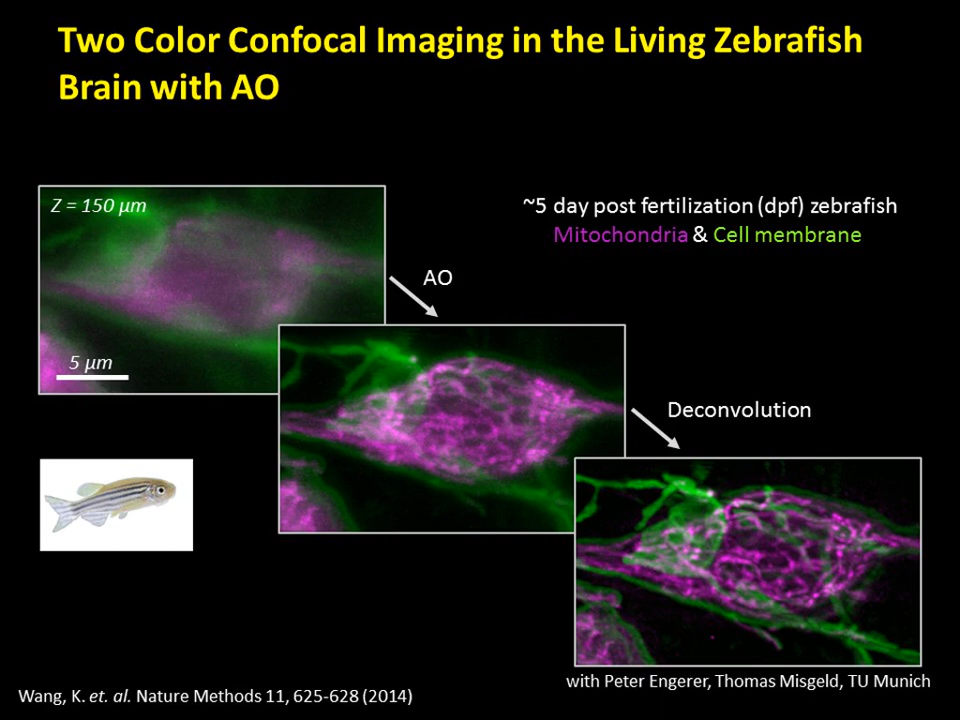 Two Color Confocal Imaging in the Living Zebrafish
Brain with AO
Z = 150 µm
~5 day post fertilization (dpf) zebrafish
Mitochondria & Cell membrane
AO
5 µm
Deconvolution
with Peter Engerer, Thomas Misgeld, TU Munich
Wang, K. et. al. Nature Methods 11, 625-628 (2014)